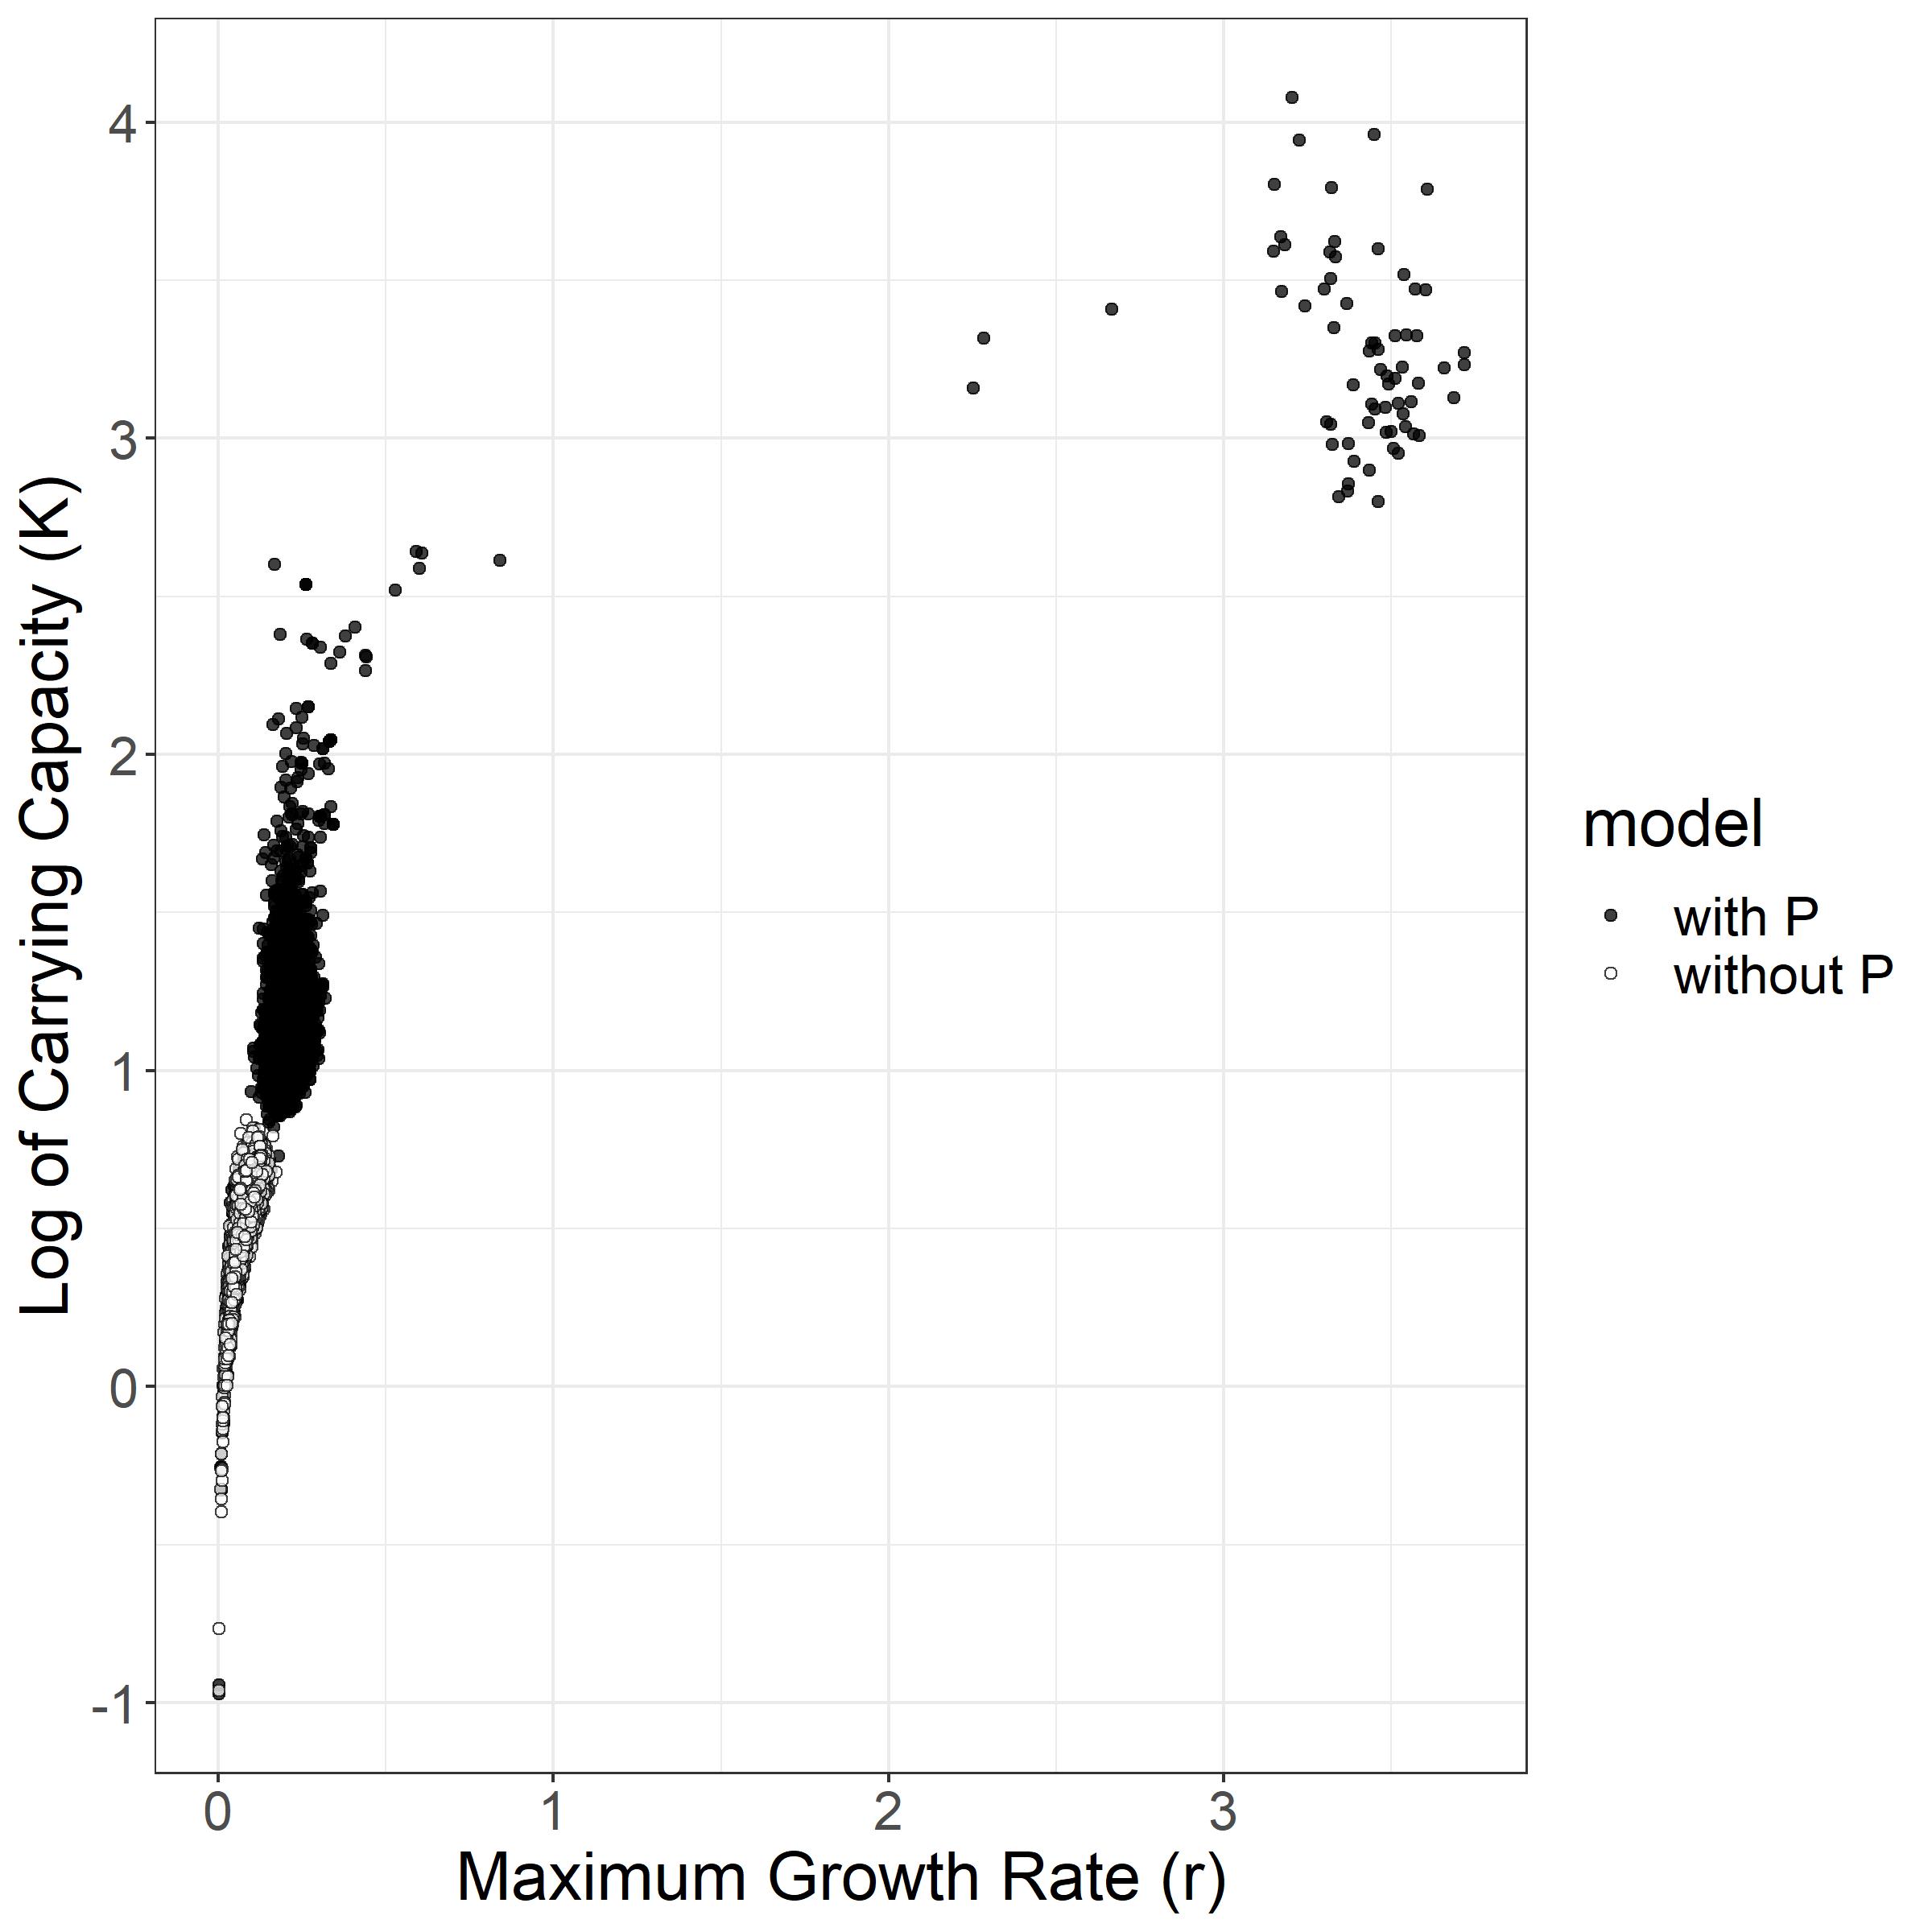 4
3
2
1
0
-1
Log of Carrying Capacity (K)
0 1 2 3
Maximum Growth Rate (r)
model
with P
without P